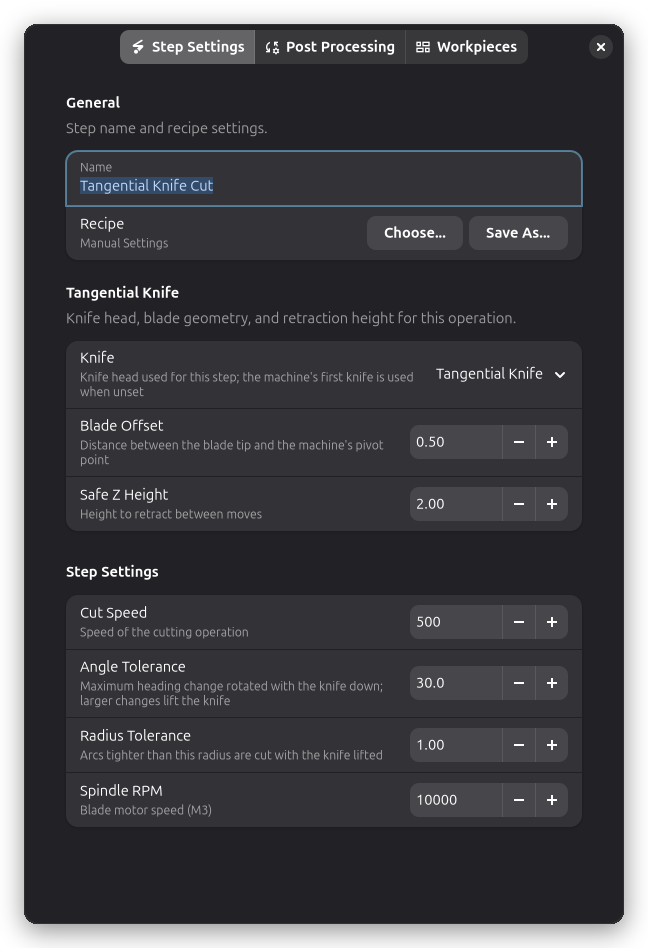 Step Settings
Post Processing
Workpieces
General
Step name and recipe settings.
Name
Tangential Knife Cut
Recipe
Manual Settings
Choose...
Save As...
Tangential Knife
Knife head, blade geometry, and retraction height for this operation.
Knife
Knife head used for this step; the machine's first knife is used
when unset
Tangential Knife
Blade Offset
Distance between the blade tip and the machine's pivot
point
0.50
Safe Z Height
Height to retract between moves
2.00
Step Settings
Cut Speed
Speed of the cutting operation
500
Angle Tolerance
Maximum heading change rotated with the knife down;
larger changes lift the knife
30.0
Radius Tolerance
Arcs tighter than this radius are cut with the knife lifted
1.00
Spindle RPM
Blade motor speed (M3)
10000